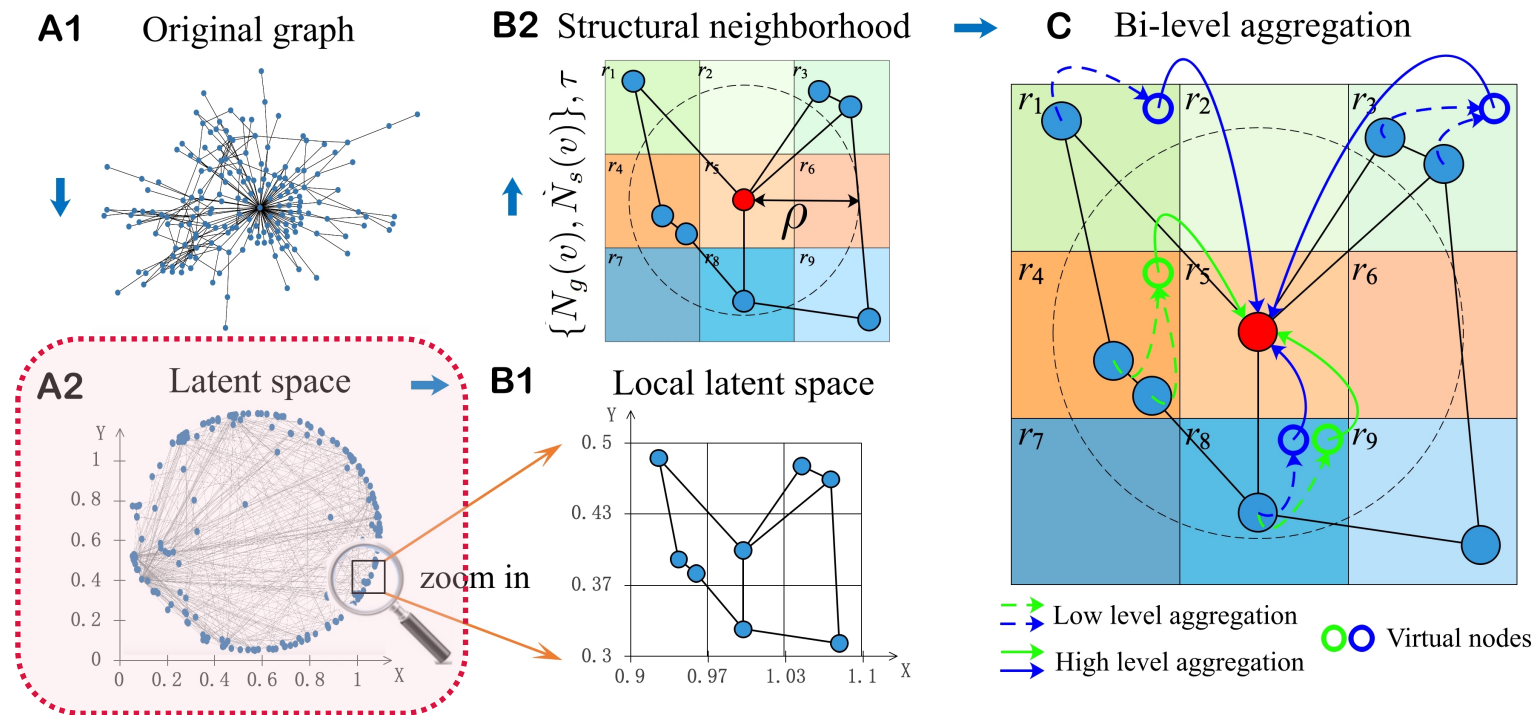 A1 Original graph
A2 Latent space
Y
1
0.8
0.6
0.4
0.2
0
0 0.2 0.4 0.6 0.8 1 X
zoom in
B1 Local latent space
Y
0.5
0.43
0.37
0.3
0.9 0.97 1.03 1.1 X
B2 Structural neighborhood
{N_g(v), N_s(v)}, τ
r1 r2 r3
r4 r5 r6
ρ
r7 r8 r9
C Bi-level aggregation
r1 r2 r3
r4 r5 r6
r7 r8 r9
Low level aggregation
High level aggregation
Virtual nodes